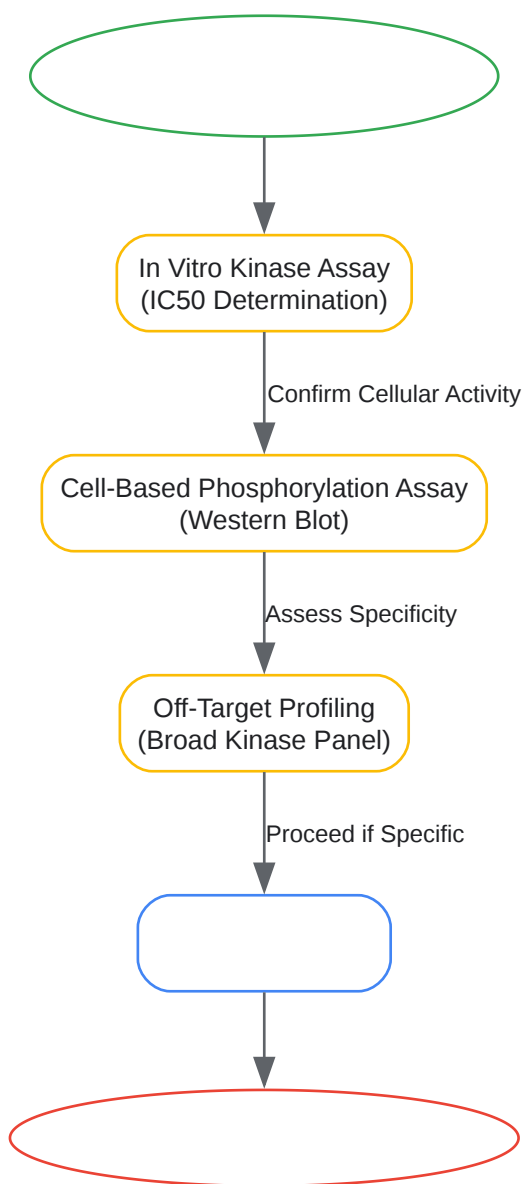 In Vitro Kinase Assay
(IC50 Determination)
Confirm Cellular Activity
Cell-Based Phosphorylation Assay
(Western Blot)
Assess Specificity
Off-Target Profiling
(Broad Kinase Panel)
Proceed if Specific